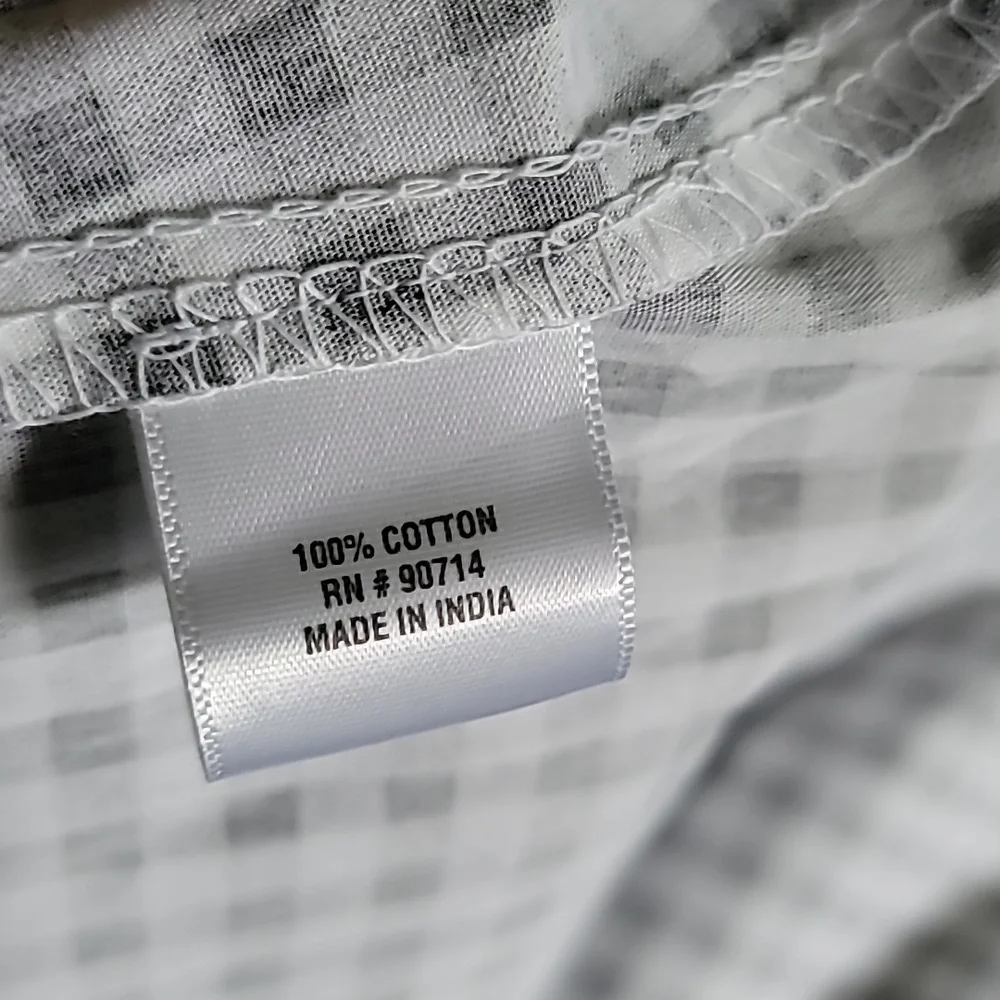 100% COTTON
RN # 90714
MADE IN INDIA